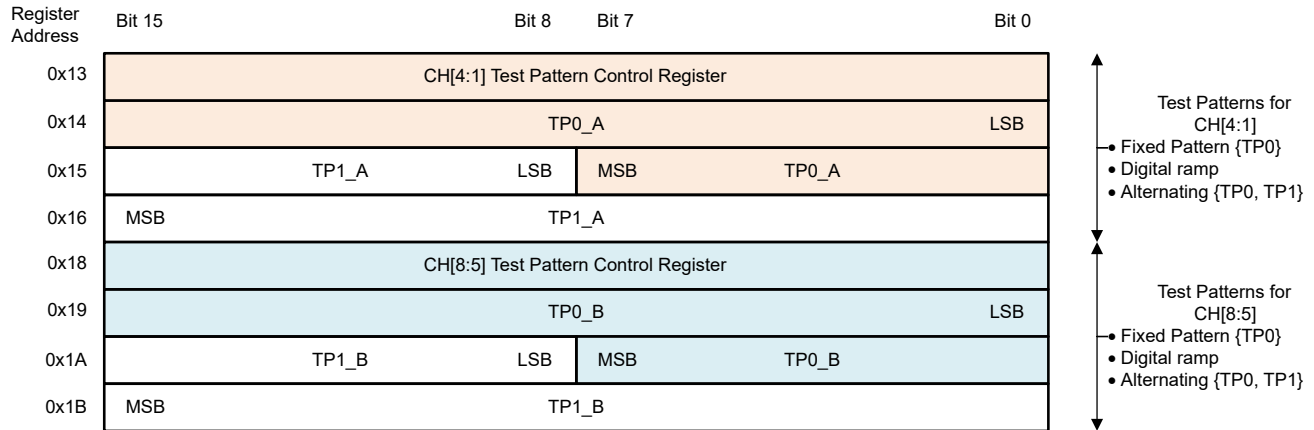 Register Address Bit 15 Bit 8 Bit 7 Bit 0
0x13 CH[4:1] Test Pattern Control Register
0x14 TP0_A LSB
0x15 TP1_A LSB MSB TP0_A
0x16 MSB TP1_A
Test Patterns for
CH[4:1]
• Fixed Pattern {TP0}
• Digital ramp
• Alternating {TP0, TP1}
0x18 CH[8:5] Test Pattern Control Register
0x19 TP0_B LSB
0x1A TP1_B LSB MSB TP0_B
0x1B MSB TP1_B
Test Patterns for
CH[8:5]
• Fixed Pattern {TP0}
• Digital ramp
• Alternating {TP0, TP1}